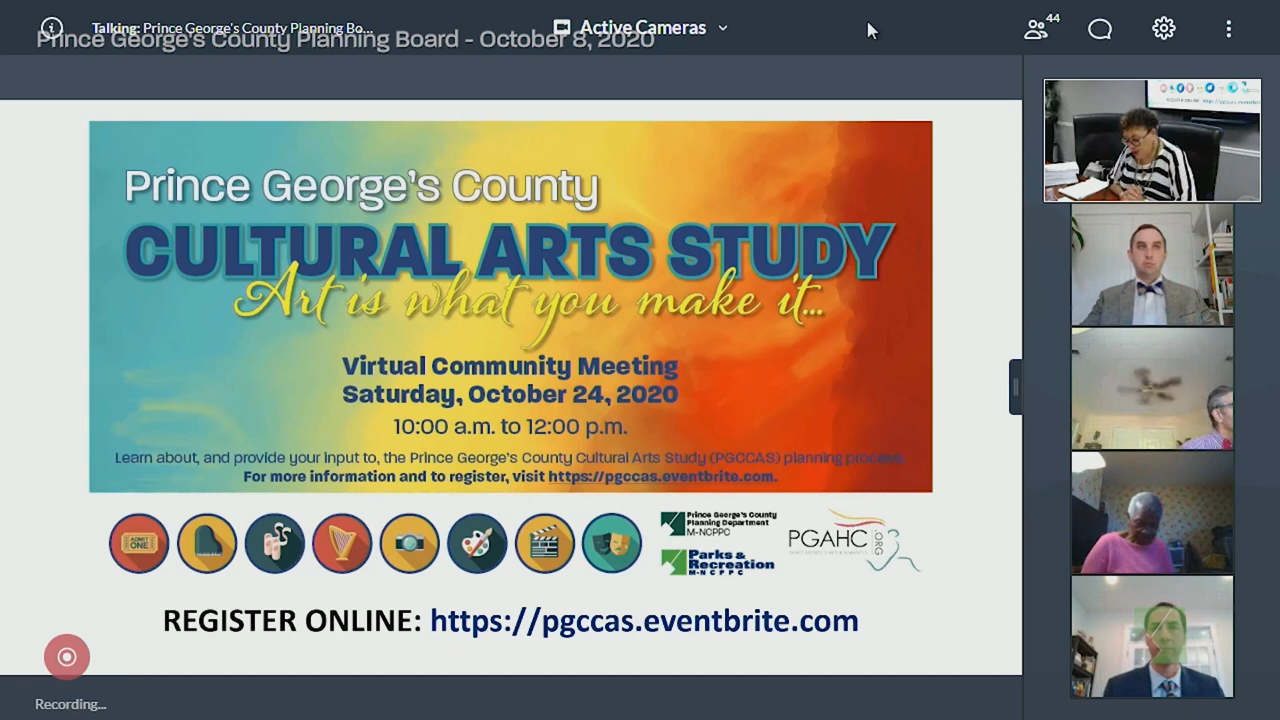 Talking: Prince George's County Planning Bo...
Active Cameras
44
Prince George's County Planning Board - October 8, 2020
Prince George's County
CULTURAL ARTS STUDY
Art is what you make it...
Virtual Community Meeting
Saturday, October 24, 2020
10:00 a.m. to 12:00 p.m.
Learn about, and provide your input to, the Prince George's County Cultural Arts Study (PGCCAS) planning process.
For more information and to register, visit https://pgccas.eventbrite.com.
ADMIT
ONE
Prince George's County
Planning Department
M-NCPPC
Parks &
Recreation
M-NCPPC
PGAHC
.ORG
REGISTER ONLINE: https://pgccas.eventbrite.com
Recording...